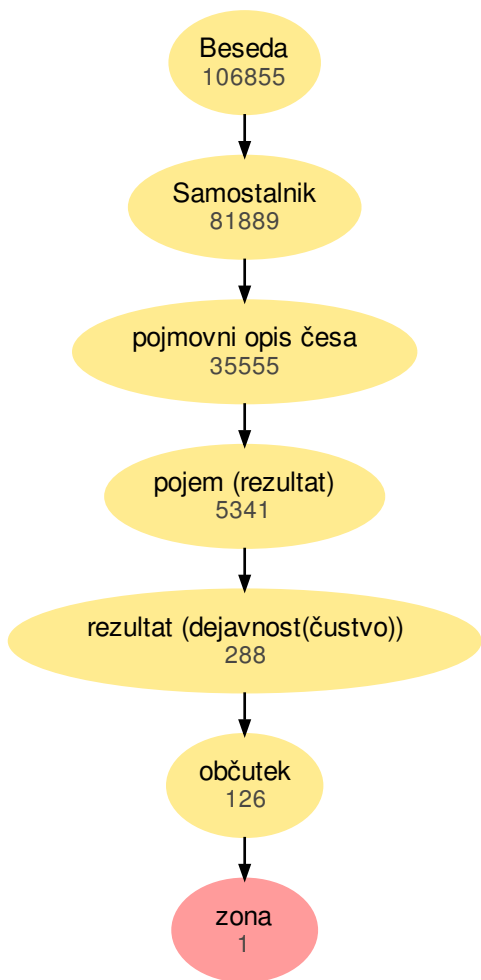 Beseda
106855
Samostalnik
81889
pojmovni opis česa
35555
pojem (rezultat)
5341
rezultat (dejavnost(čustvo))
288
občutek
126
zona
1